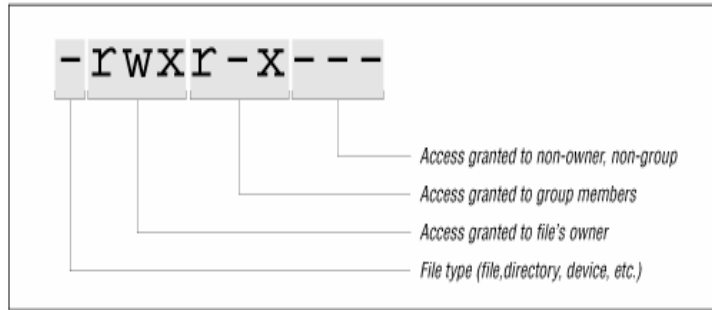 -rwxr-x---
Access granted to non-owner, non-group
Access granted to group members
Access granted to file's owner
File type (file,directory, device, etc.)